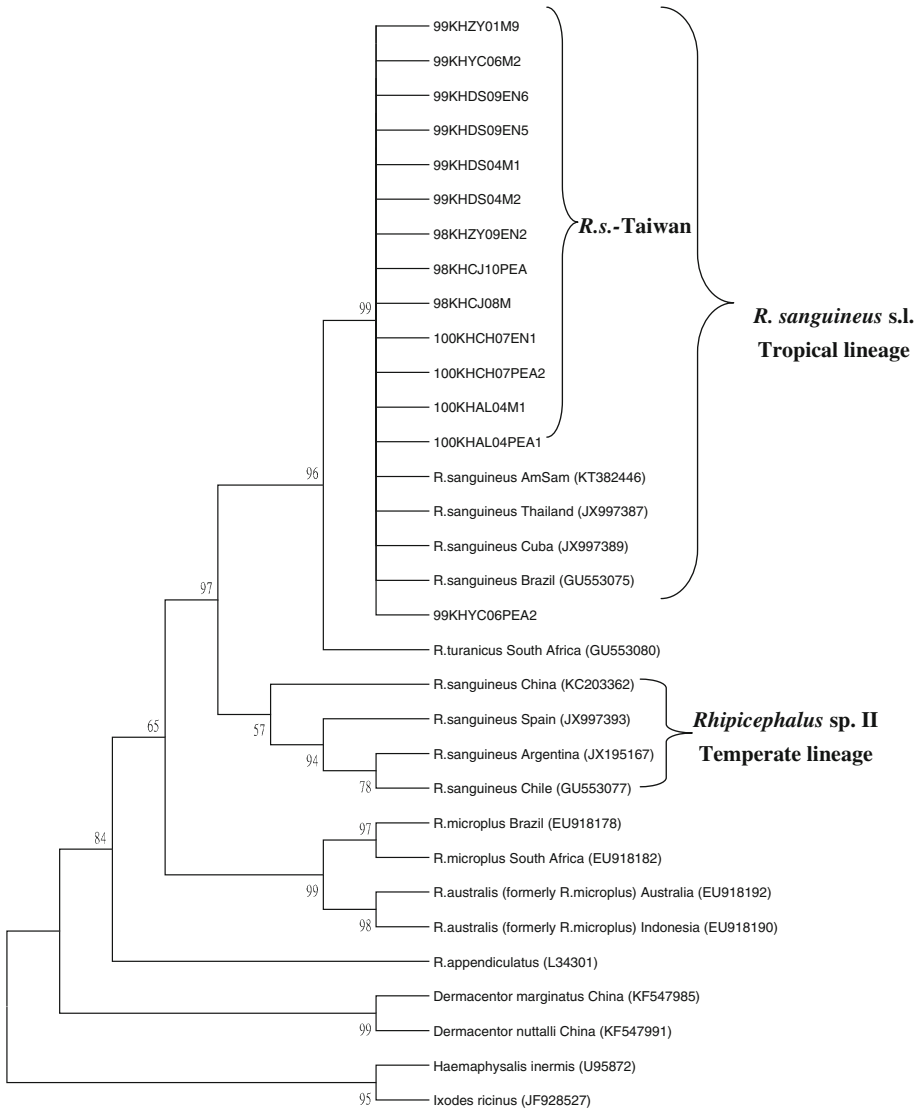 99KHZY01M9
99KHYC06M2
99KHDS09EN6
99KHDS09EN5
99KHDS04M1
99KHDS04M2
98KHZY09EN2
98KHCJ10PEA
98KHCJ08M
100KHCH07EN1
100KHCH07PEA2
100KHAL04M1
100KHAL04PEA1
R.sanguineus AmSam (KT382446)
R.sanguineus Thailand (JX997387)
R.sanguineus Cuba (JX997389)
R.sanguineus Brazil (GU553075)
99KHYC06PEA2
R.turanicus South Africa (GU553080)
R.sanguineus China (KC203362)
R.sanguineus Spain (JX997393)
R.sanguineus Argentina (JX195167)
R.sanguineus Chile (GU553077)
R.microplus Brazil (EU918178)
R.microplus South Africa (EU918182)
R.australis (formerly R.microplus) Australia (EU918192)
R.australis (formerly R.microplus) Indonesia (EU918190)
R.appendiculatus (L34301)
Dermacentor marginatus China (KF547985)
Dermacentor nuttalli China (KF547991)
Haemaphysalis inermis (U95872)
Ixodes ricinus (JF928527)
R.s.-Taiwan
R. sanguineus s.l.
Tropical lineage
Rhipicephalus sp. II
Temperate lineage
99
96
97
57
65
94
78
84
97
99
98
99
95